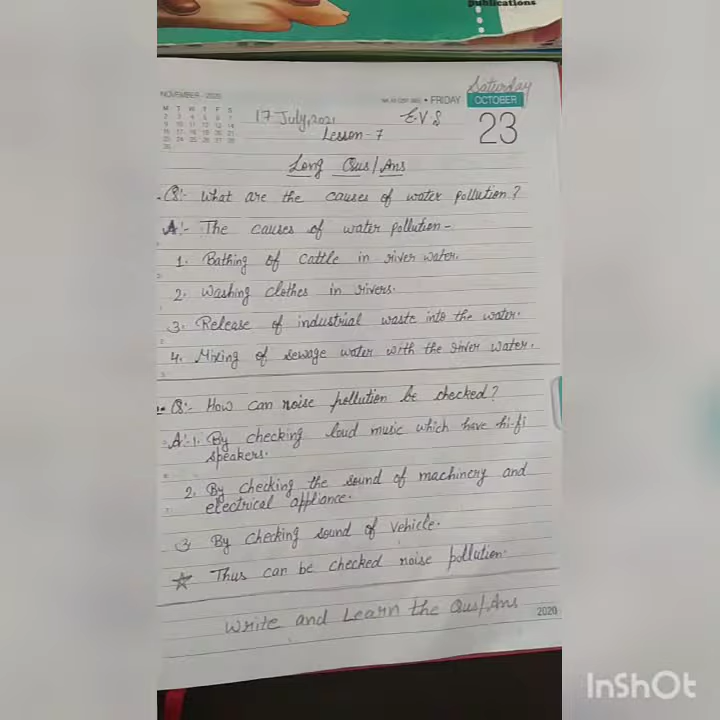 publications
NOVEMBER - 2020
M T W T F S S
Saturday
FRIDAY
OCTOBER
23
17 July, 2021
E.V.S
Lesson - 7
Long Qus/Ans
Q:- What are the causes of water pollution?
A:- The causes of water pollution -
1. Bathing of cattle in river water.
2. Washing clothes in rivers.
3. Release of industrial waste into the water.
4. Mixing of sewage water with the river water.
Q:- How can noise pollution be checked?
A:-1. By checking loud music which have hi-fi
speakers.
2. By checking the sound of machinery and
electrical appliance.
3 By checking sound of vehicle.
☆ Thus can be checked noise pollution.
Write and Learn the Qus/Ans
2020
InShOt